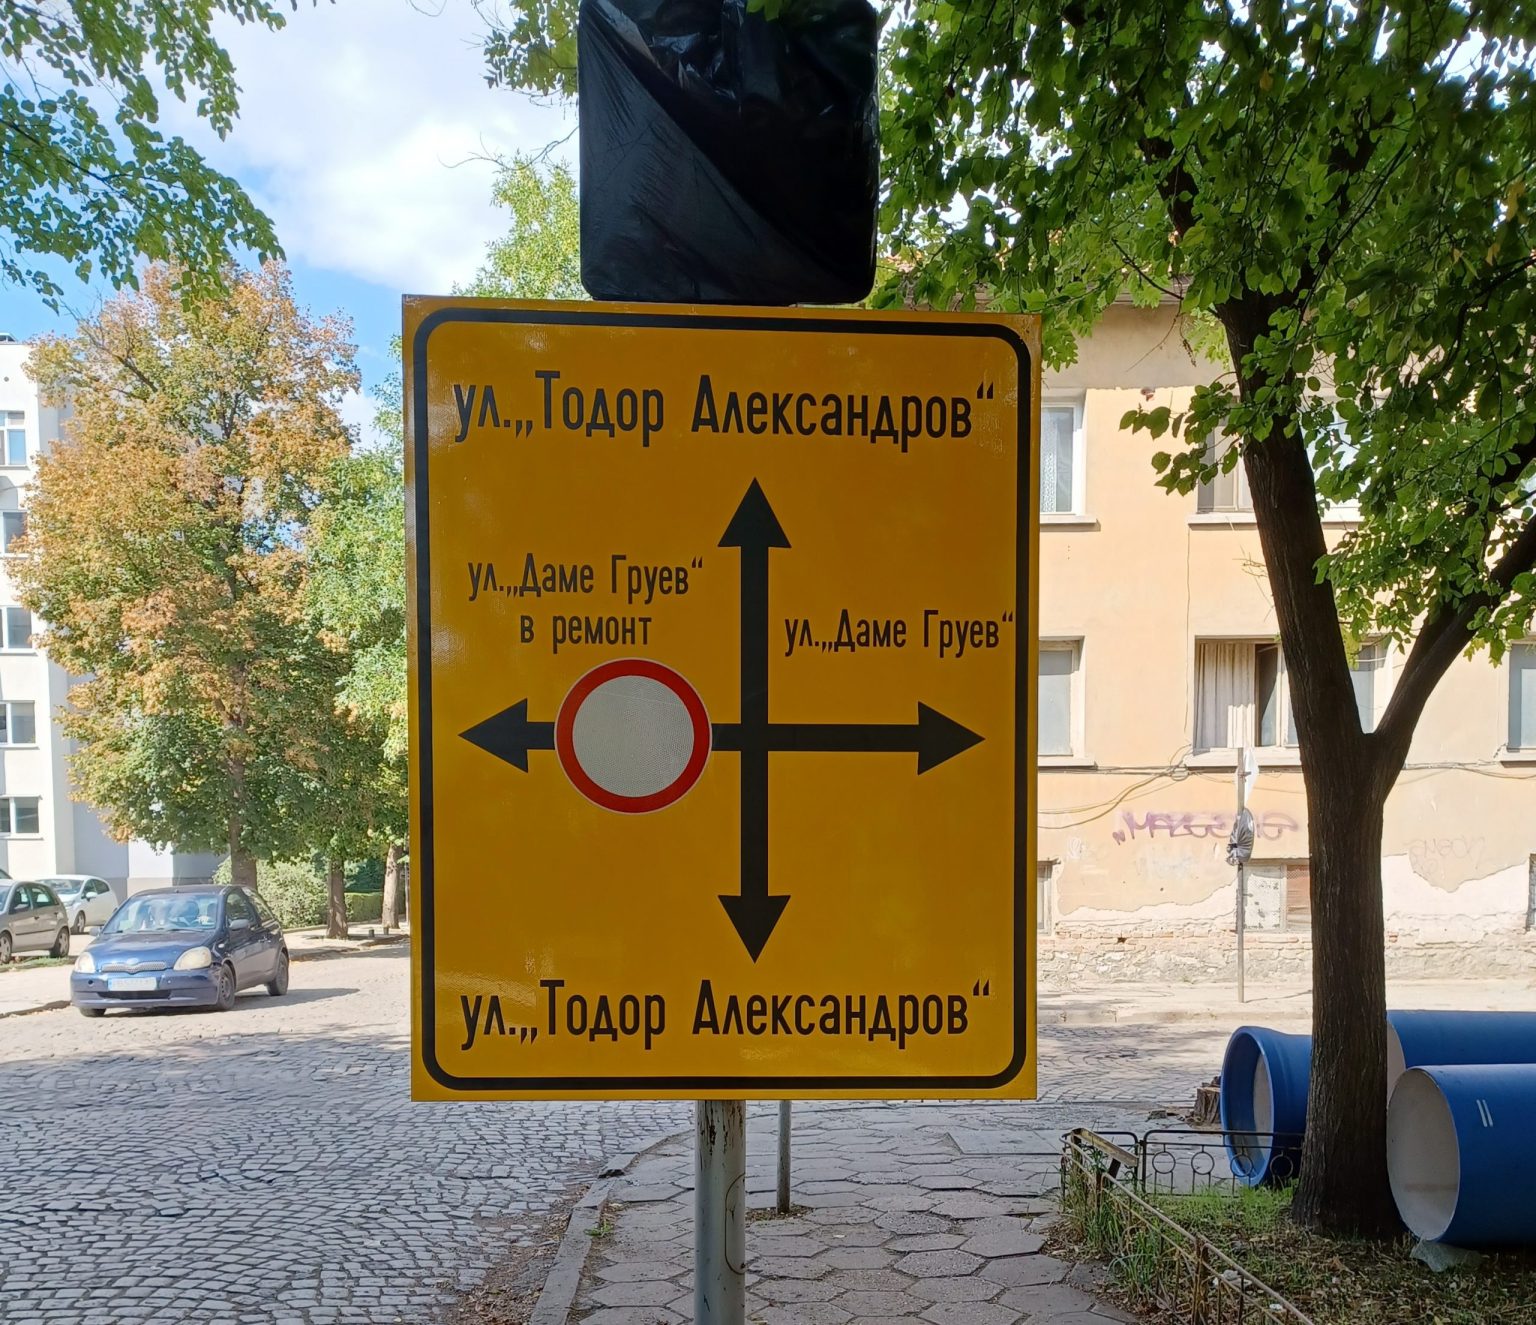 ул.„Тодор Александров“
ул.„Даме Груев“
в ремонт
ул.„Даме Груев“
ул.„Тодор Александров“